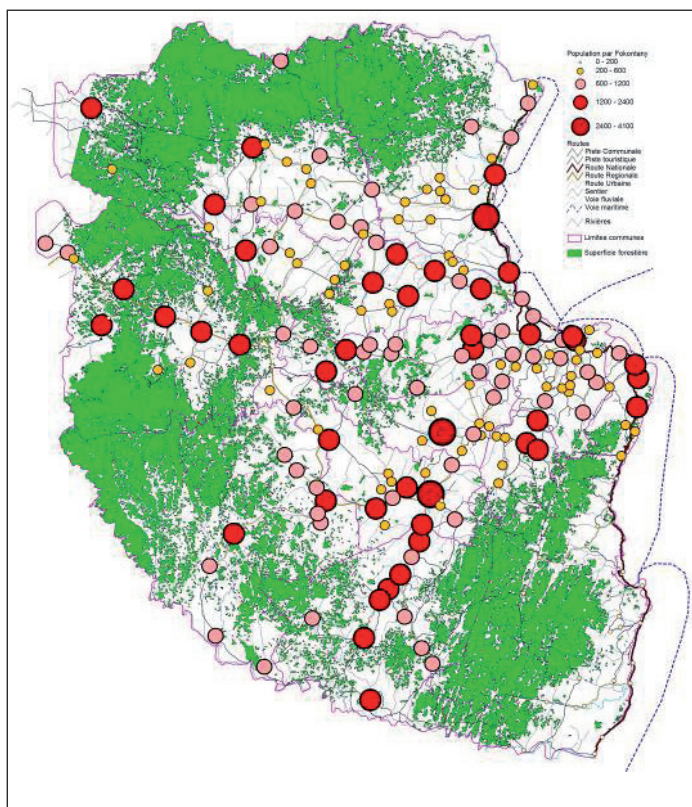 Population par Fokontany
0 - 200
200 - 600
600 - 1200
1200 - 2400
2400 - 4100
Routes
Piste Communale
Piste touristique
Route Nationale
Route Regionale
Route Urbaine
Sentier
Voie fluviale
Voie maritime
Rivières
Limites communes
Superficie forestière